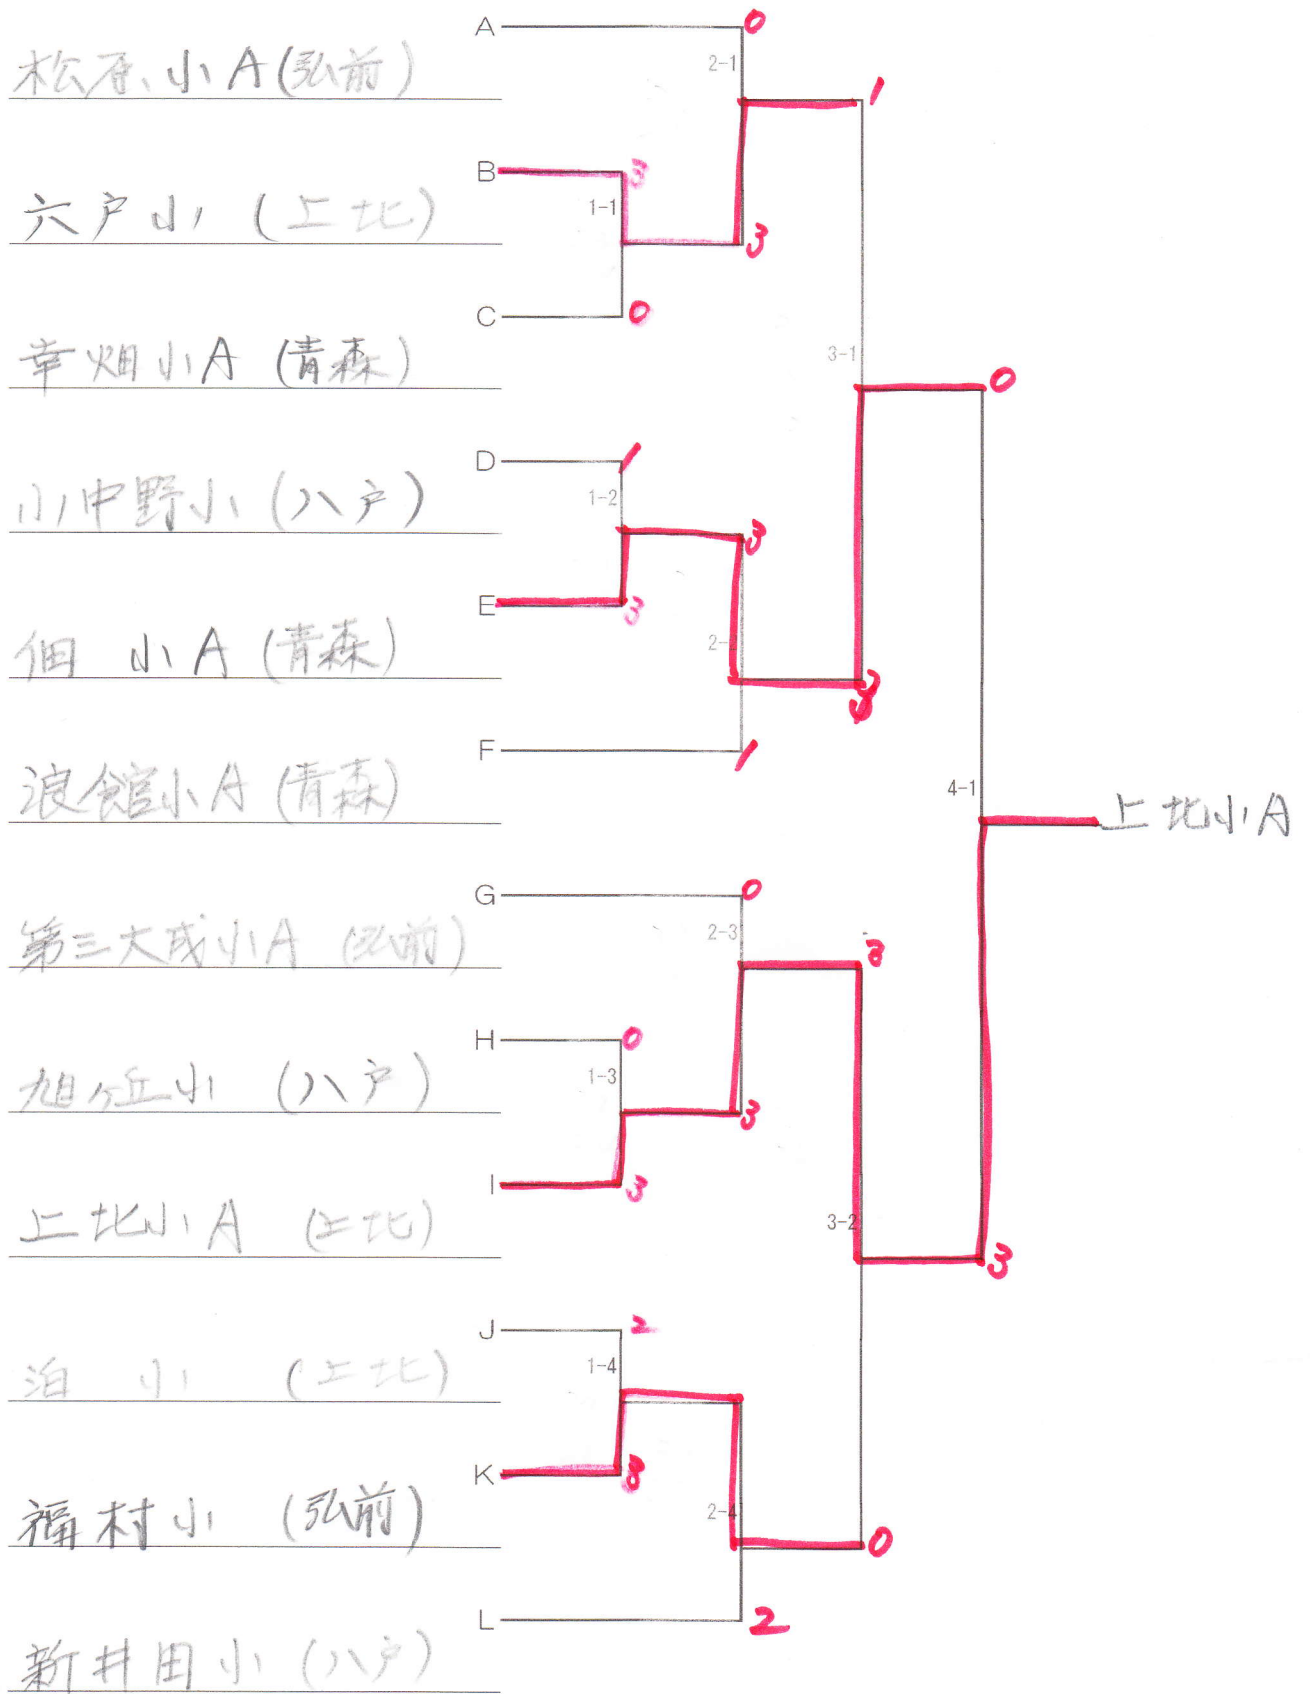 A 0
2-1
松原小A(弘前) 1
B 3
1-1
六戸小 (上北) 3
C 0
3-1
幸畑小A (青森) 0
D 1
1-2
小中野小 (八戸) 3
E 3
2-
佃 小A (青森) 3
F 1
4-1
浪館小A (青森) 上北小A
G 0
2-3
第三大成小A (弘前) 3
H 0
1-3
旭ヶ丘小 (八戸) 3
I 3
3-2
上北小A (上北) 3
J 2
1-4
泊 小 (上北)
K 3
2-4
福村小 (弘前) 0
L 2
新井田小 (八戸)